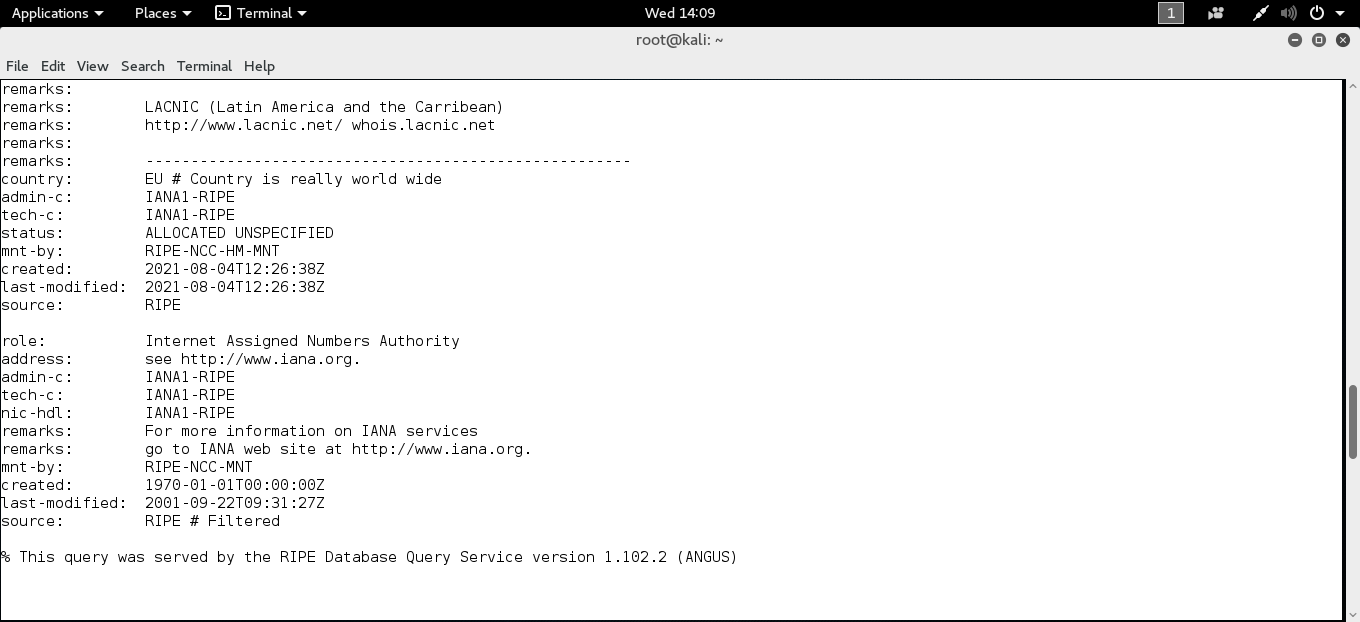 Applications Places Terminal Wed 14:09 1
root@kali: ~
File Edit View Search Terminal Help
remarks:
remarks:        LACNIC (Latin America and the Carribean)
remarks:        http://www.lacnic.net/ whois.lacnic.net
remarks:
remarks:        ------------------------------------------------------
country:        EU # Country is really world wide
admin-c:        IANA1-RIPE
tech-c:         IANA1-RIPE
status:         ALLOCATED UNSPECIFIED
mnt-by:         RIPE-NCC-HM-MNT
created:        2021-08-04T12:26:38Z
last-modified:  2021-08-04T12:26:38Z
source:         RIPE

role:           Internet Assigned Numbers Authority
address:        see http://www.iana.org.
admin-c:        IANA1-RIPE
tech-c:         IANA1-RIPE
nic-hdl:        IANA1-RIPE
remarks:        For more information on IANA services
remarks:        go to IANA web site at http://www.iana.org.
mnt-by:         RIPE-NCC-MNT
created:        1970-01-01T00:00:00Z
last-modified:  2001-09-22T09:31:27Z
source:         RIPE # Filtered

% This query was served by the RIPE Database Query Service version 1.102.2 (ANGUS)